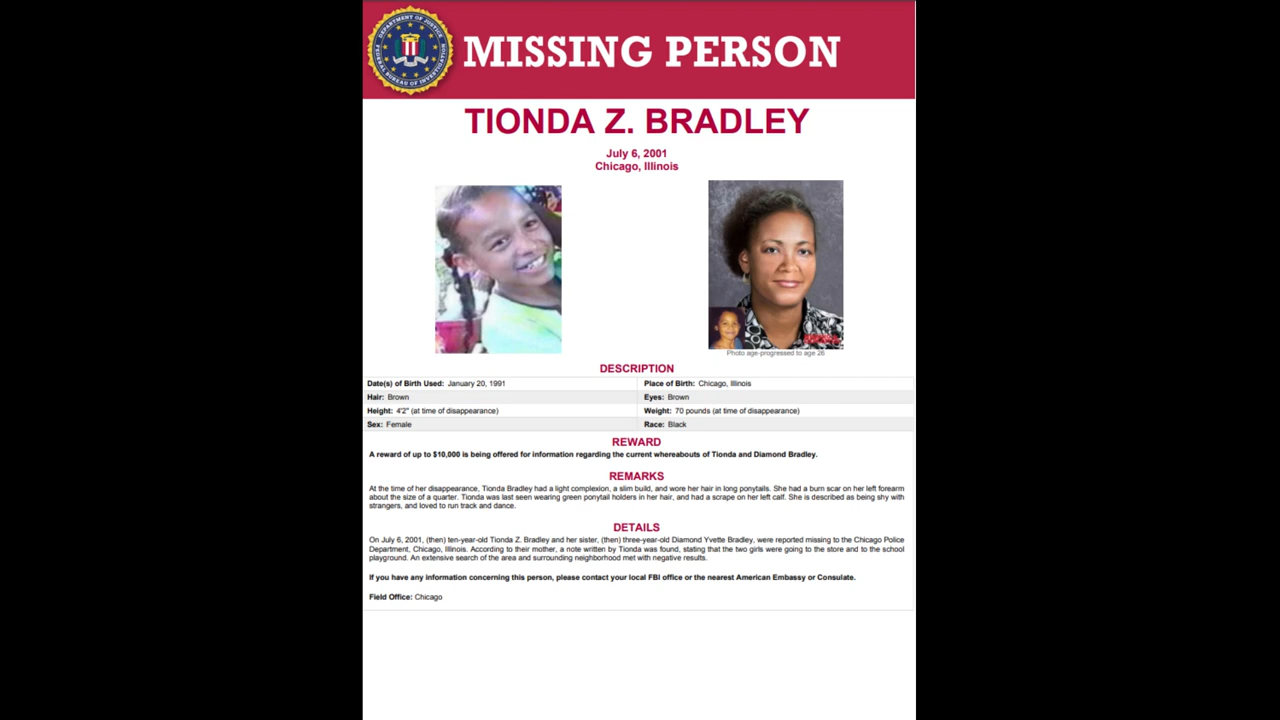 MISSING PERSON
TIONDA Z. BRADLEY
July 6, 2001
Chicago, Illinois
Photo age-progressed to age 26
DESCRIPTION
Date(s) of Birth Used: January 20, 1991 Place of Birth: Chicago, Illinois
Hair: Brown Eyes: Brown
Height: 4'2" (at time of disappearance) Weight: 70 pounds (at time of disappearance)
Sex: Female Race: Black
REWARD
A reward of up to $10,000 is being offered for information regarding the current whereabouts of Tionda and Diamond Bradley.
REMARKS
At the time of her disappearance, Tionda Bradley had a light complexion, a slim build, and wore her hair in long ponytails. She had a burn scar on her left forearm
about the size of a quarter. Tionda was last seen wearing green ponytail holders in her hair, and had a scrape on her left calf. She is described as being shy with
strangers, and loved to run track and dance.
DETAILS
On July 6, 2001, (then) ten-year-old Tionda Z. Bradley and her sister, (then) three-year-old Diamond Yvette Bradley, were reported missing to the Chicago Police
Department, Chicago, Illinois. According to their mother, a note written by Tionda was found, stating that the two girls were going to the store and to the school
playground. An extensive search of the area and surrounding neighborhood met with negative results.
If you have any information concerning this person, please contact your local FBI office or the nearest American Embassy or Consulate.
Field Office: Chicago